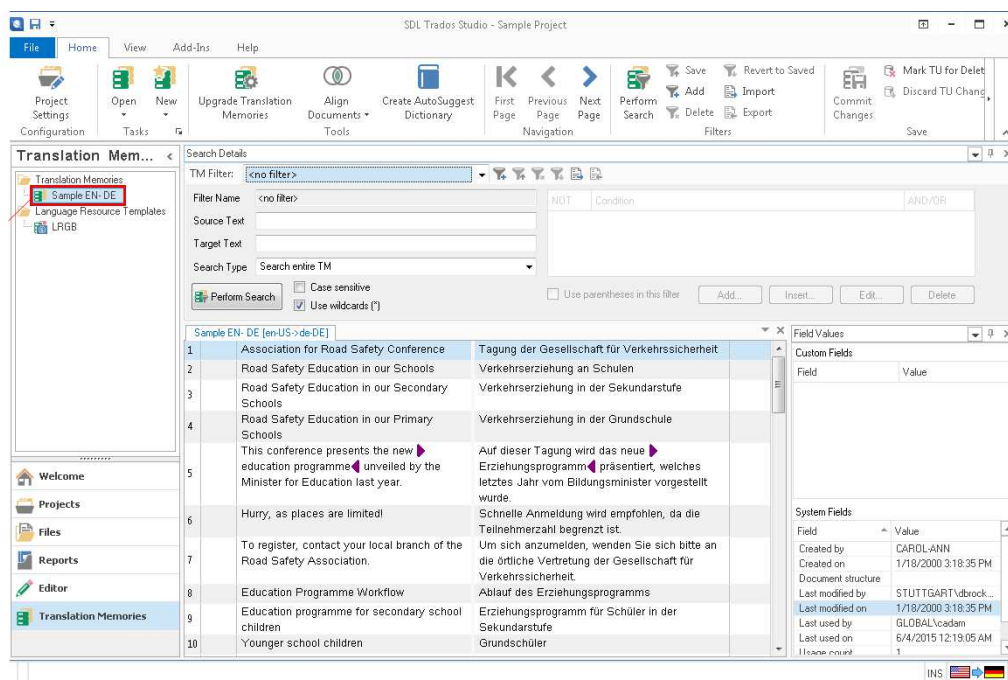 SDL Trados Studio - Sample Project
File Home View Add-Ins Help
Project Settings
Open
New
Upgrade Translation Memories
Align Documents
Create AutoSuggest Dictionary
First Page
Previous Page
Next Page
Perform Search
Save
Add
Delete
Revert to Saved
Import
Export
Commit Changes
Mark TU for Delet
Discard TU Chang
Configuration Tasks Tools Navigation Filters Save
Translation Mem...
Translation Memories
Sample EN- DE
Language Resource Templates
LRGB
Search Details
TM Filter: <no filter>
Filter Name <no filter>
Source Text
Target Text
Search Type Search entire TM
Perform Search
Case sensitive
Use wildcards (*)
NOT Condition AND/OR
Use parentheses in this filter Add... Insert... Edit... Delete
Sample EN- DE [en-US->de-DE]
1 Association for Road Safety Conference Tagung der Gesellschaft für Verkehrssicherheit
2 Road Safety Education in our Schools Verkehrserziehung an Schulen
3 Road Safety Education in our Secondary Schools Verkehrserziehung in der Sekundarstufe
4 Road Safety Education in our Primary Schools Verkehrserziehung in der Grundschule
5 This conference presents the new education programme unveiled by the Minister for Education last year. Auf dieser Tagung wird das neue Erziehungsprogramm präsentiert, welches letztes Jahr vom Bildungsminister vorgestellt wurde.
6 Hurry, as places are limited! Schnelle Anmeldung wird empfohlen, da die Teilnehmerzahl begrenzt ist.
7 To register, contact your local branch of the Road Safety Association. Um sich anzumelden, wenden Sie sich bitte an die örtliche Vertretung der Gesellschaft für Verkehrssicherheit.
8 Education Programme Workflow Ablauf des Erziehungsprogramms
9 Education programme for secondary school children Erziehungsprogramm für Schüler in der Sekundarstufe
10 Younger school children Grundschüler
Field Values
Custom Fields
Field Value
System Fields
Field Value
Created by CAROL-ANN
Created on 1/18/2000 3:18:35 PM
Document structure
Last modified by STUTTGART\dbrock...
Last modified on 1/18/2000 3:18:35 PM
Last used by GLOBAL\cadam
Last used on 6/4/2015 12:19:05 AM
Usage count 1
Welcome
Projects
Files
Reports
Editor
Translation Memories
INS